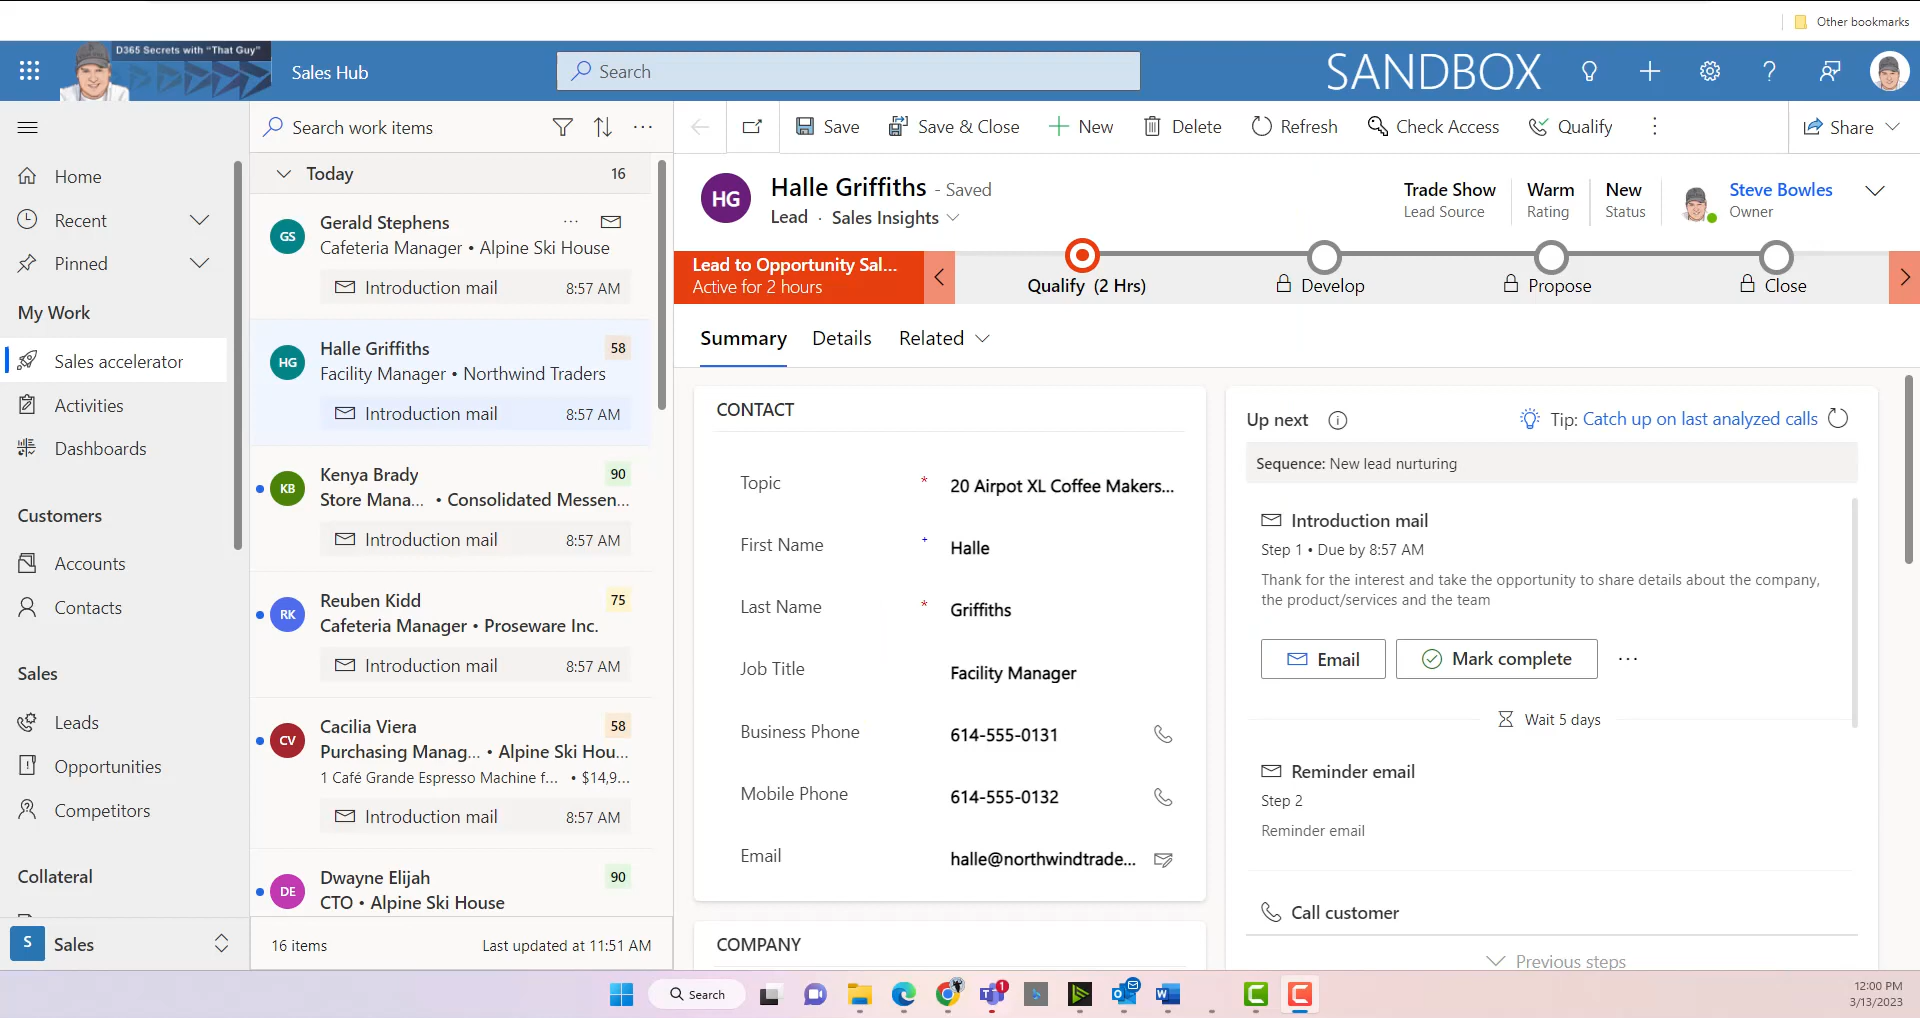 Other bookmarks
D365 Secrets with "That Guy"
Sales Hub
Search
SANDBOX
Search work items
Save
Save & Close
New
Delete
Refresh
Check Access
Qualify
Share
Home
Recent
Pinned
My Work
Sales accelerator
Activities
Dashboards
Customers
Accounts
Contacts
Sales
Leads
Opportunities
Competitors
Collateral
S Sales
Today 16
GS Gerald Stephens
Cafeteria Manager • Alpine Ski House
Introduction mail 8:57 AM
HG Halle Griffiths 58
Facility Manager • Northwind Traders
Introduction mail 8:57 AM
KB Kenya Brady 90
Store Mana... • Consolidated Messen...
Introduction mail 8:57 AM
RK Reuben Kidd 75
Cafeteria Manager • Proseware Inc.
Introduction mail 8:57 AM
CV Cacilia Viera 58
Purchasing Manag... • Alpine Ski Hou...
1 Café Grande Espresso Machine f... • $14,9...
Introduction mail 8:57 AM
DE Dwayne Elijah 90
CTO • Alpine Ski House
16 items Last updated at 11:51 AM
HG Halle Griffiths - Saved
Lead · Sales Insights
Trade Show
Lead Source
Warm
Rating
New
Status
Steve Bowles
Owner
Lead to Opportunity Sal...
Active for 2 hours
Qualify (2 Hrs)
Develop
Propose
Close
Summary Details Related
CONTACT
Topic * 20 Airpot XL Coffee Makers...
First Name + Halle
Last Name * Griffiths
Job Title Facility Manager
Business Phone 614-555-0131
Mobile Phone 614-555-0132
Email halle@northwindtrade...
COMPANY
Up next
Tip: Catch up on last analyzed calls
Sequence: New lead nurturing
Introduction mail
Step 1 • Due by 8:57 AM
Thank for the interest and take the opportunity to share details about the company,
the product/services and the team
Email Mark complete
Wait 5 days
Reminder email
Step 2
Reminder email
Call customer
Previous steps
Search
1
12:00 PM
3/13/2023